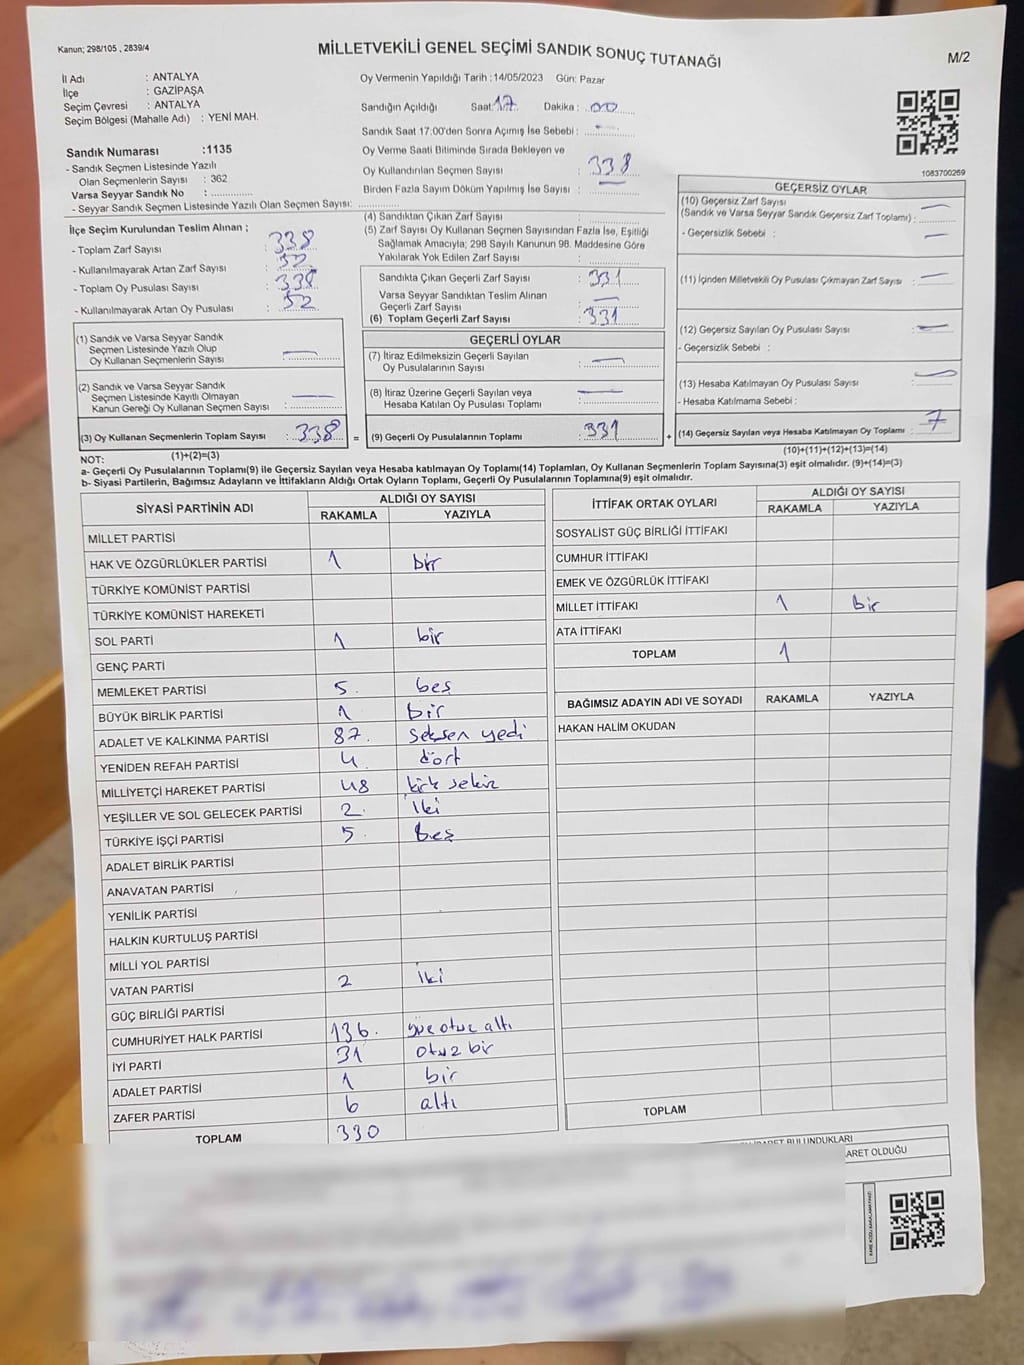 Kanun; 298/105 , 2839/4
MİLLETVEKİLİ GENEL SEÇİMİ SANDIK SONUÇ TUTANAĞI
M/2
İl Adı : ANTALYA
İlçe : GAZİPAŞA
Seçim Çevresi : ANTALYA
Seçim Bölgesi (Mahalle Adı) : YENİ MAH.
Oy Vermenin Yapıldığı Tarih :14/05/2023 Gün: Pazar
Sandığın Açıldığı Saat: 17 Dakika : 00
Sandık Saat 17:00'den Sonra Açımış İse Sebebi : -
Oy Verme Saati Bitiminde Sırada Bekleyen ve
Oy Kullandırılan Seçmen Sayısı : 338
Birden Fazla Sayım Döküm Yapılmış İse Sayısı :
Sandık Numarası :1135
- Sandık Seçmen Listesinde Yazılı
Olan Seçmenlerin Sayısı : 362
Varsa Seyyar Sandık No :
- Seyyar Sandık Seçmen Listesinde Yazılı Olan Seçmen Sayısı:
1083700269
İlçe Seçim Kurulundan Teslim Alınan ;
- Toplam Zarf Sayısı : 338
- Kullanılmayarak Artan Zarf Sayısı : 52
- Toplam Oy Pusulası Sayısı : 338
- Kullanılmayarak Artan Oy Pusulası : 52
(4) Sandıktan Çıkan Zarf Sayısı :
(5) Zarf Sayısı Oy Kullanan Seçmen Sayısından Fazla İse, Eşitliği
Sağlamak Amacıyla; 298 Sayılı Kanunun 98. Maddesine Göre
Yakılarak Yok Edilen Zarf Sayısı :
Sandıkta Çıkan Geçerli Zarf Sayısı : 331
Varsa Seyyar Sandıktan Teslim Alınan
Geçerli Zarf Sayısı : -
(6) Toplam Geçerli Zarf Sayısı : 331
GEÇERSİZ OYLAR
(10) Geçersiz Zarf Sayısı
(Sandık ve Varsa Seyyar Sandık Geçersiz Zarf Toplamı) : -
- Geçersizlik Sebebi : -
(11) İçinden Milletvekili Oy Pusulası Çıkmayan Zarf Sayısı : -
(12) Geçersiz Sayılan Oy Pusulası Sayısı : -
- Geçersizlik Sebebi :
(13) Hesaba Katılmayan Oy Pusulası Sayısı : -
- Hesaba Katılmama Sebebi :
(14) Geçersiz Sayılan veya Hesaba Katılmayan Oy Toplamı : 7
(10)+(11)+(12)+(13)=(14)
(1) Sandık ve Varsa Seyyar Sandık
Seçmen Listesinde Yazılı Olup
Oy Kullanan Seçmenlerin Sayısı : -
(2) Sandık ve Varsa Seyyar Sandık
Seçmen Listesinde Kayıtlı Olmayan
Kanun Gereği Oy Kullanan Seçmen Sayısı : -
(3) Oy Kullanan Seçmenlerin Toplam Sayısı : 338 =
(1)+(2)=(3)
GEÇERLİ OYLAR
(7) İtiraz Edilmeksizin Geçerli Sayılan
Oy Pusulalarının Sayısı : -
(8) İtiraz Üzerine Geçerli Sayılan veya
Hesaba Katılan Oy Pusulası Toplamı : -
(9) Geçerli Oy Pusulalarının Toplamı : 331 +
NOT:
a- Geçerli Oy Pusulalarının Toplamı(9) ile Geçersiz Sayılan veya Hesaba katılmayan Oy Toplamı(14) Toplamları, Oy Kullanan Seçmenlerin Toplam Sayısına(3) eşit olmalıdır. (9)+(14)=(3)
b- Siyasi Partilerin, Bağımsız Adayların ve İttifakların Aldığı Ortak Oyların Toplamı, Geçerli Oy Pusulalarının Toplamına(9) eşit olmalıdır.
SİYASİ PARTİNİN ADI ALDIĞI OY SAYISI
RAKAMLA YAZIYLA
MİLLET PARTİSİ
HAK VE ÖZGÜRLÜKLER PARTİSİ 1 bir
TÜRKİYE KOMÜNİST PARTİSİ
TÜRKİYE KOMÜNİST HAREKETİ
SOL PARTİ 1 bir
GENÇ PARTİ
MEMLEKET PARTİSİ 5. beş
BÜYÜK BİRLİK PARTİSİ 1 bir
ADALET VE KALKINMA PARTİSİ 87. seksen yedi
YENİDEN REFAH PARTİSİ 4. dört
MİLLİYETÇİ HAREKET PARTİSİ 48 kırk sekiz
YEŞİLLER VE SOL GELECEK PARTİSİ 2. iki
TÜRKİYE İŞÇİ PARTİSİ 5. beş
ADALET BİRLİK PARTİSİ
ANAVATAN PARTİSİ
YENİLİK PARTİSİ
HALKIN KURTULUŞ PARTİSİ
MİLLİ YOL PARTİSİ
VATAN PARTİSİ 2 iki
GÜÇ BİRLİĞİ PARTİSİ
CUMHURİYET HALK PARTİSİ 136. yüz otuz altı
İYİ PARTİ 31 otuz bir
ADALET PARTİSİ 1 bir
ZAFER PARTİSİ 6 altı
TOPLAM 330
İTTİFAK ORTAK OYLARI ALDIĞI OY SAYISI
RAKAMLA YAZIYLA
SOSYALİST GÜÇ BİRLİĞİ İTTİFAKI
CUMHUR İTTİFAKI
EMEK VE ÖZGÜRLÜK İTTİFAKI
MİLLET İTTİFAKI 1 bir
ATA İTTİFAKI
TOPLAM 1
BAĞIMSIZ ADAYIN ADI VE SOYADI RAKAMLA YAZIYLA
HAKAN HALİM OKUDAN
TOPLAM
BULUNDUKLARI
ARET OLDUĞU